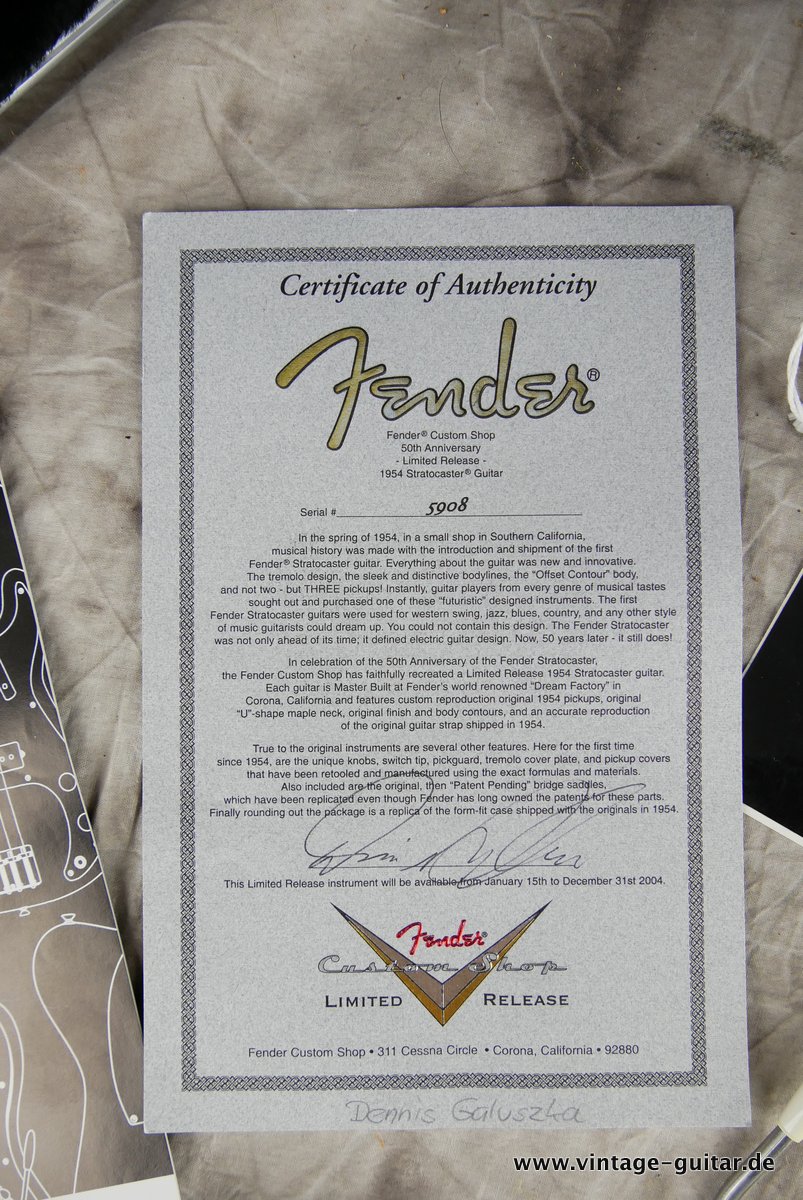 Certificate of Authenticity
Fender®
Fender® Custom Shop
50th Anniversary
- Limited Release -
1954 Stratocaster® Guitar
Serial # 5908
In the spring of 1954, in a small shop in Southern California,
musical history was made with the introduction and shipment of the first
Fender® Stratocaster guitar. Everything about the guitar was new and innovative.
The tremolo design, the sleek and distinctive bodylines, the “Offset Contour” body,
and not two - but THREE pickups! Instantly, guitar players from every genre of musical tastes
sought out and purchased one of these “futuristic” designed instruments. The first
Fender Stratocaster guitars were used for western swing, jazz, blues, country, and any other style
of music guitarists could dream up. You could not contain this design. The Fender Stratocaster
was not only ahead of its time; it defined electric guitar design. Now, 50 years later - it still does!
In celebration of the 50th Anniversary of the Fender Stratocaster,
the Fender Custom Shop has faithfully recreated a Limited Release 1954 Stratocaster guitar.
Each guitar is Master Built at Fender’s world renowned “Dream Factory” in
Corona, California and features custom reproduction original 1954 pickups, original
“U”-shape maple neck, original finish and body contours, and an accurate reproduction
of the original guitar strap shipped in 1954.
True to the original instruments are several other features. Here for the first time
since 1954, are the unique knobs, switch tip, pickguard, tremolo cover plate, and pickup covers
that have been retooled and manufactured using the exact formulas and materials.
Also included are the original, then “Patent Pending” bridge saddles,
which have been replicated even though Fender has long owned the patents for these parts.
Finally rounding out the package is a replica of the form-fit case shipped with the originals in 1954.
This Limited Release instrument will be available from January 15th to December 31st 2004.
Fender®
Custom Shop
LIMITED RELEASE
Fender Custom Shop • 311 Cessna Circle • Corona, California • 92880
Dennis Galuszka
www.vintage-guitar.de